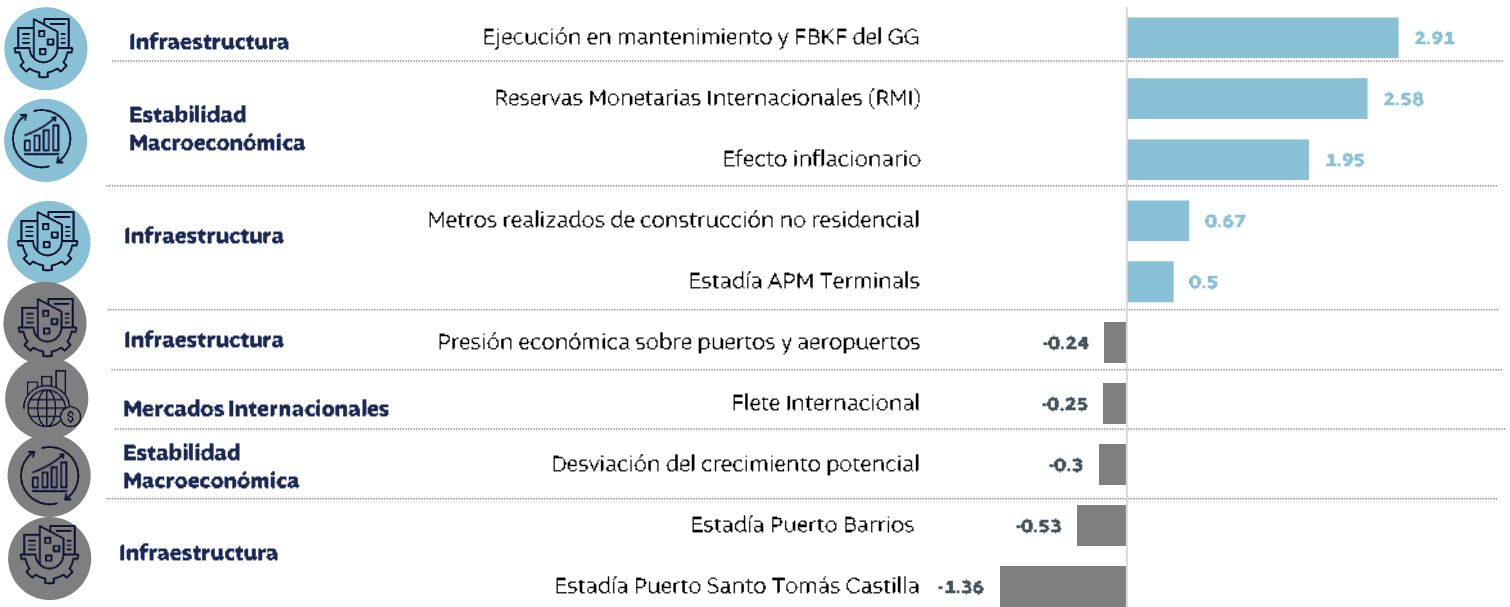 Infraestructura
Ejecución en mantenimiento y FBKF del GG
2.91
Estabilidad
Macroeconómica
Reservas Monetarias Internacionales (RMI)
2.58
Efecto inflacionario
1.95
Infraestructura
Metros realizados de construcción no residencial
0.67
Estadía APM Terminals
0.5
Infraestructura
Presión económica sobre puertos y aeropuertos
-0.24
Mercados Internacionales
Flete Internacional
-0.25
Estabilidad
Macroeconómica
Desviación del crecimiento potencial
-0.3
Infraestructura
Estadía Puerto Barrios
-0.53
Estadía Puerto Santo Tomás Castilla
-1.36